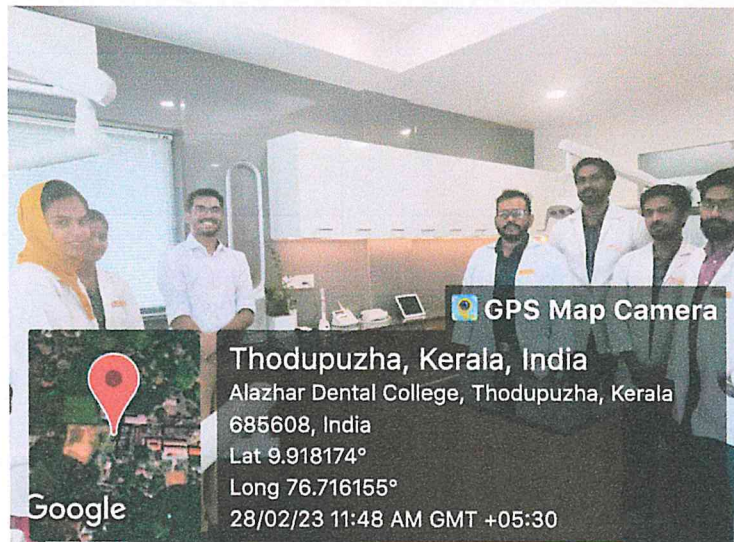 GPS Map Camera
Thodupuzha, Kerala, India
Alazhar Dental College, Thodupuzha, Kerala
685608, India
Lat 9.918174°
Long 76.716155°
28/02/23 11:48 AM GMT +05:30
Google